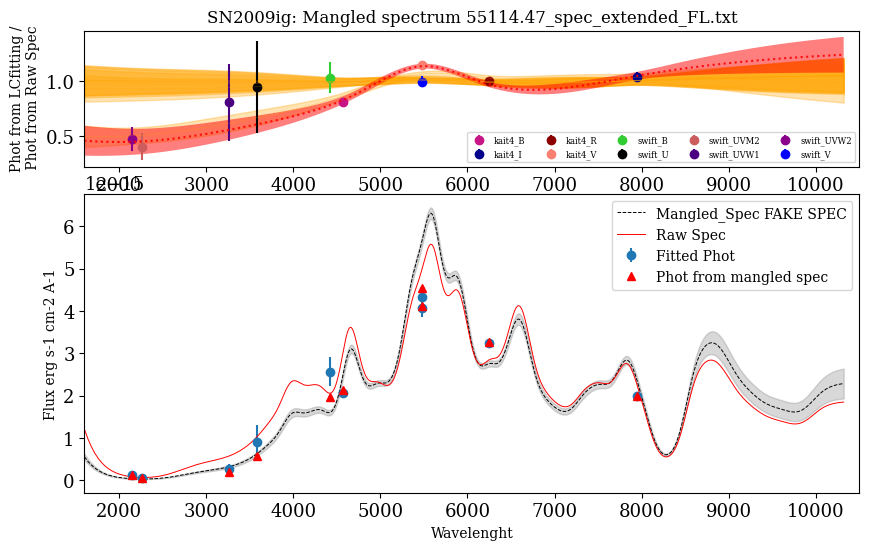 SN2009ig: Mangled spectrum 55114.47_spec_extended_FL.txt
Phot from LCfitting /
Phot from Raw Spec
1.0
0.5
kait4_B kait4_R swift_B swift_UVM2 swift_UVW2
kait4_I kait4_V swift_U swift_UVW1 swift_V
2000 3000 4000 5000 6000 7000 8000 9000 10000
1e−15
Mangled_Spec FAKE SPEC
Raw Spec
Fitted Phot
Phot from mangled spec
Flux erg s-1 cm-2 A-1
6
5
4
3
2
1
0
2000 3000 4000 5000 6000 7000 8000 9000 10000
Wavelenght